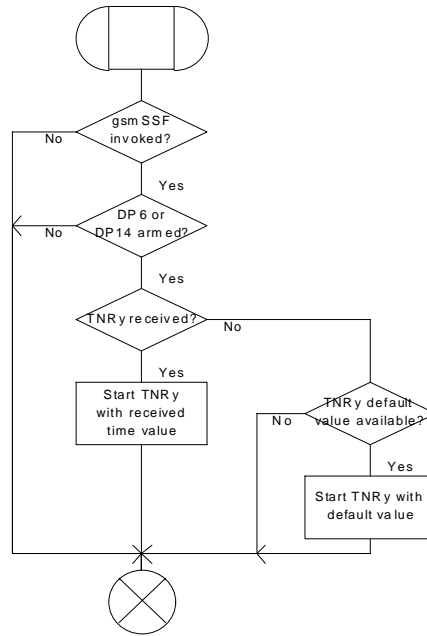 gsmSSF
invoked?
No
Yes
DP6 or
DP14 armed?
No
Yes
TNRy received?
No
Yes
Start TNRy
with received
time value
TNRy default
value available?
No
Yes
Start TNRy with
default value